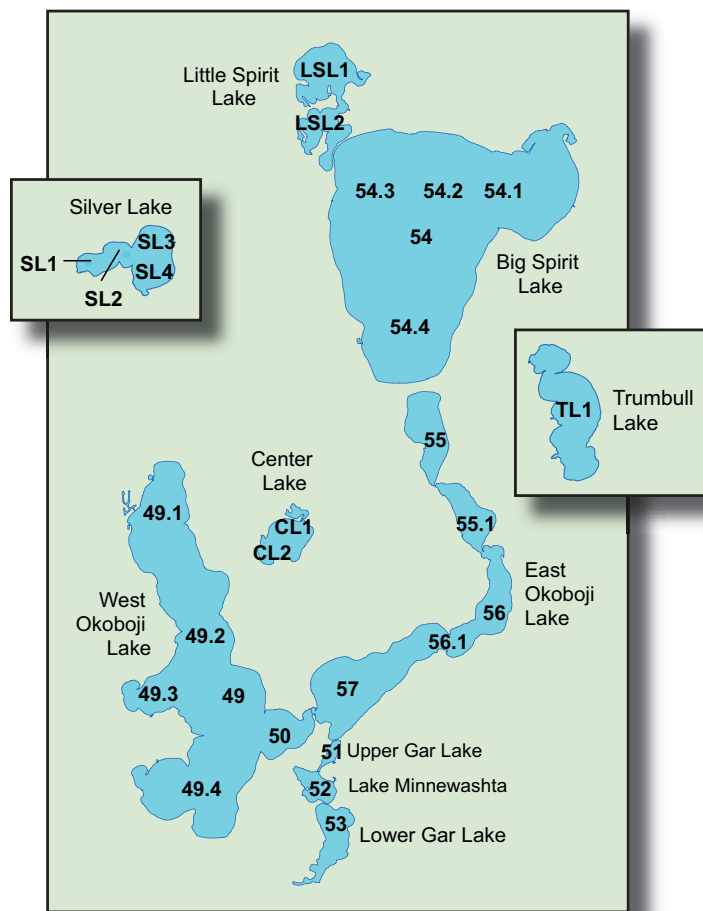 Little Spirit
Lake
LSL1
LSL2
54.3 54.2 54.1
54
Big Spirit
Lake
54.4
Silver Lake
SL1
SL2
SL3
SL4
TL1
Trumbull
Lake
55
55.1
Center
Lake
CL1
CL2
East
Okoboji
Lake
56
56.1
57
West
Okoboji
Lake
49.1
49.2
49.3
49
50
49.4
51
Upper Gar Lake
52
Lake Minnewashta
53
Lower Gar Lake